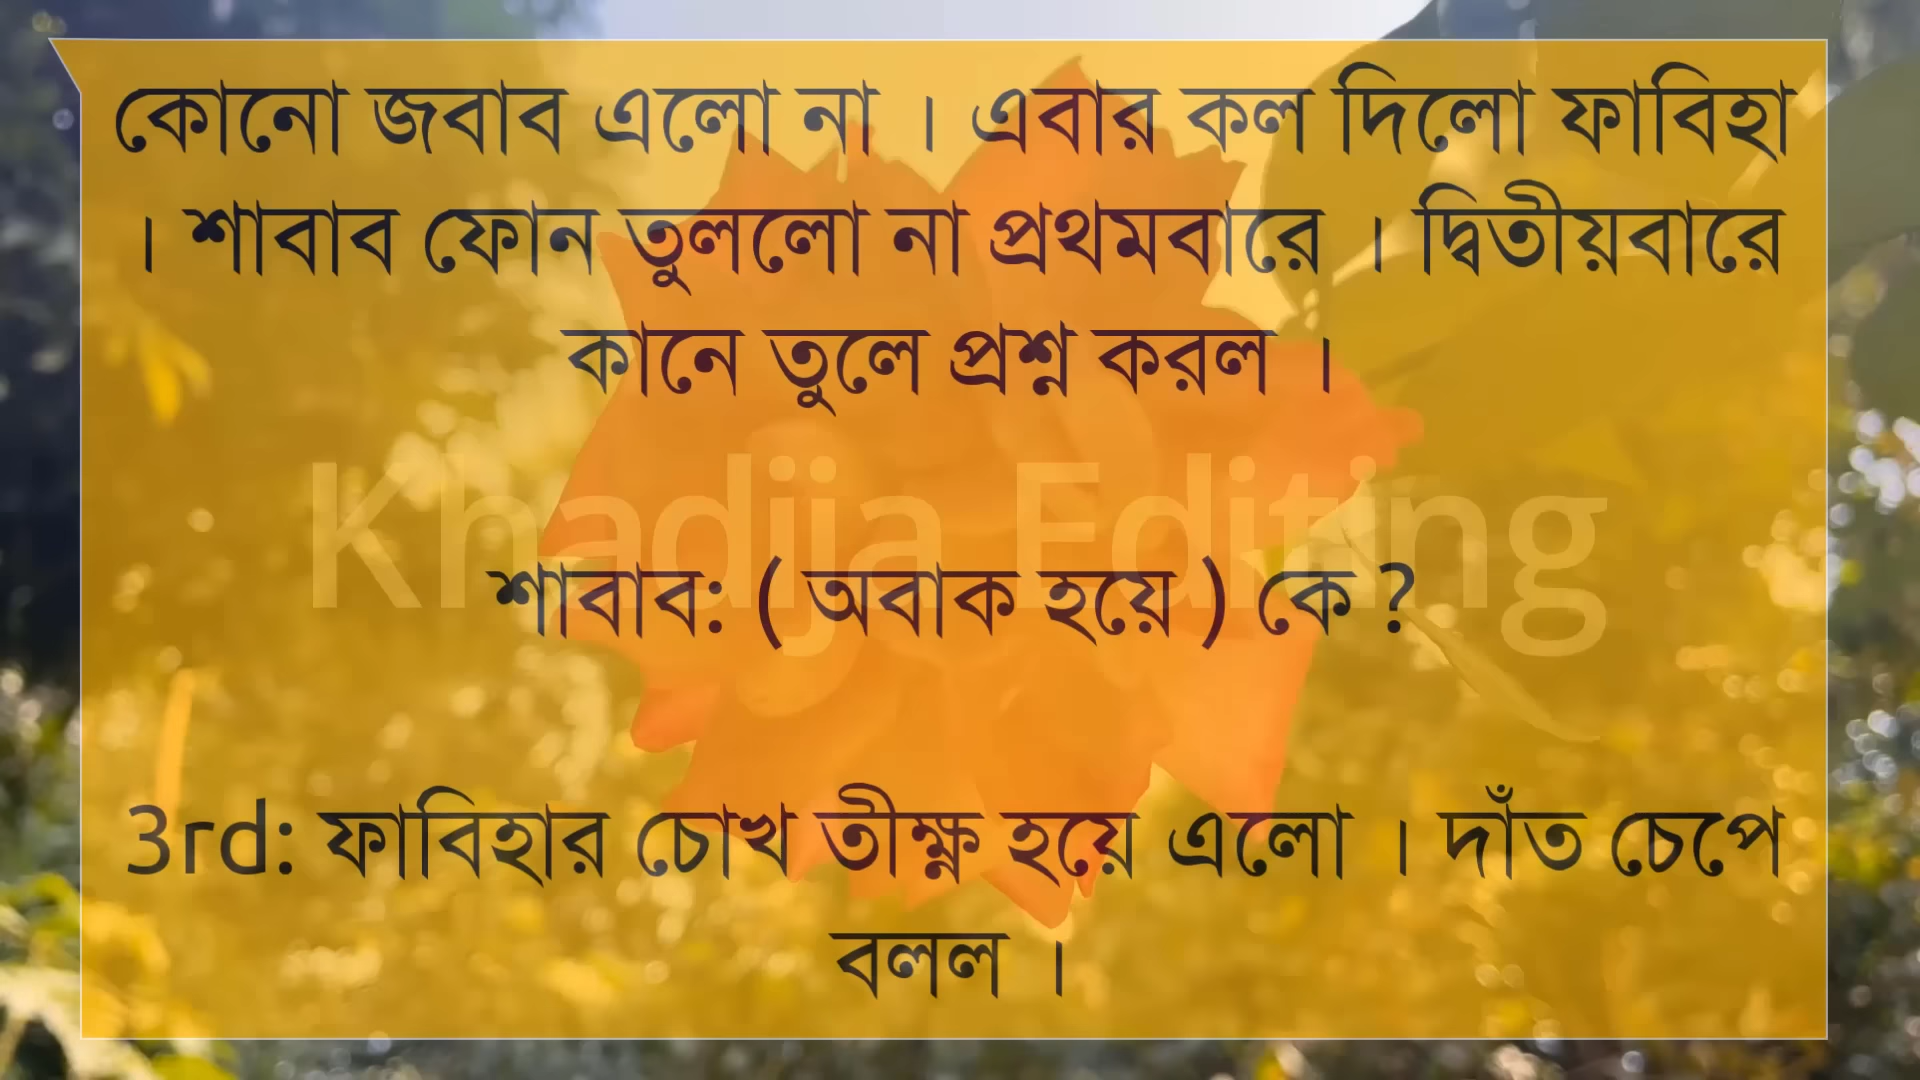 কোনো জবাব এলো না । এবার কল দিলো ফাবিহা
। শাবাব ফোন তুললো না প্রথমবারে । দ্বিতীয়বারে
কানে তুলে প্রশ্ন করল ।
Khadija Editing
শাবাব: ( অবাক হয়ে ) কে ?
3rd: ফাবিহার চোখ তীক্ষ্ণ হয়ে এলো । দাঁত চেপে
বলল ।